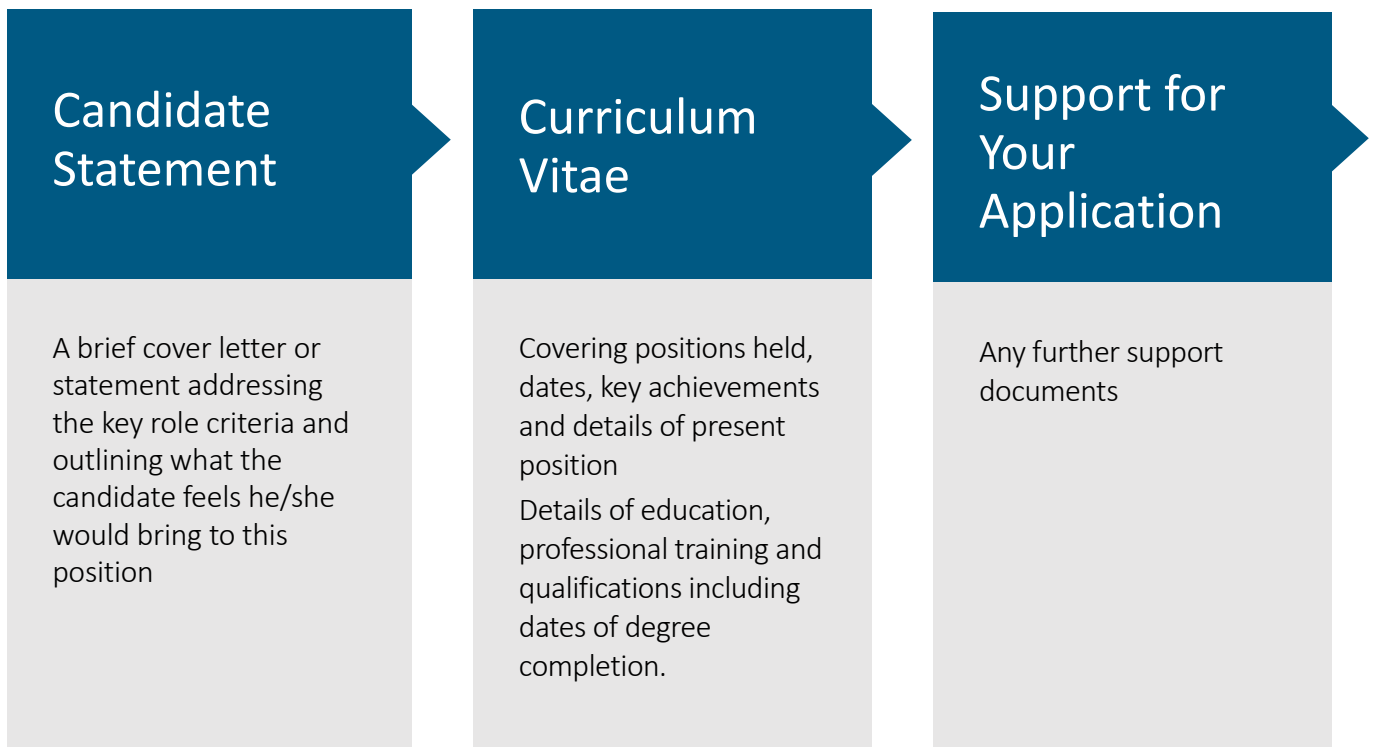 Candidate
Statement
A brief cover letter or
statement addressing
the key role criteria and
outlining what the
candidate feels he/she
would bring to this
position
Curriculum
Vitae
Covering positions held,
dates, key achievements
and details of present
position
Details of education,
professional training and
qualifications including
dates of degree
completion.
Support for
Your
Application
Any further support
documents